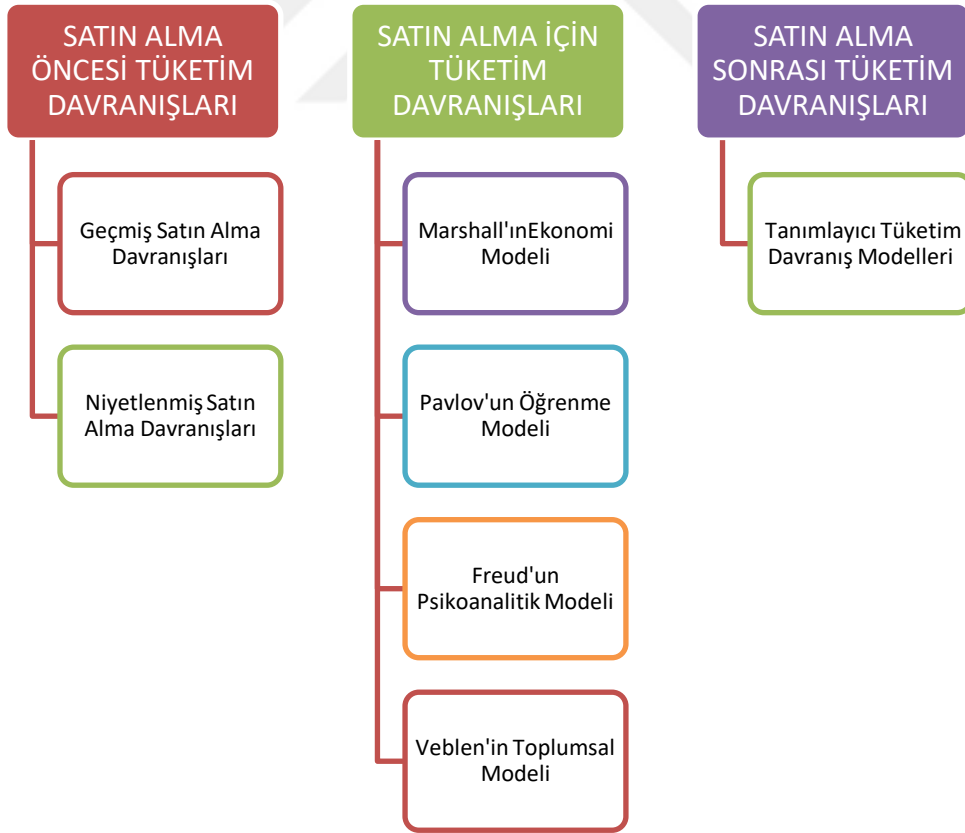 SATIN ALMA
ÖNCESİ TÜKETİM
DAVRANIŞLARI
Geçmiş Satın Alma
Davranışları
Niyetlenmiş Satın
Alma Davranışları
SATIN ALMA İÇİN
TÜKETİM
DAVRANIŞLARI
Marshall'ınEkonomi
Modeli
Pavlov'un Öğrenme
Modeli
Freud'un
Psikoanalitik Modeli
Veblen'in Toplumsal
Modeli
SATIN ALMA
SONRASI TÜKETİM
DAVRANIŞLARI
Tanımlayıcı Tüketim
Davranış Modelleri